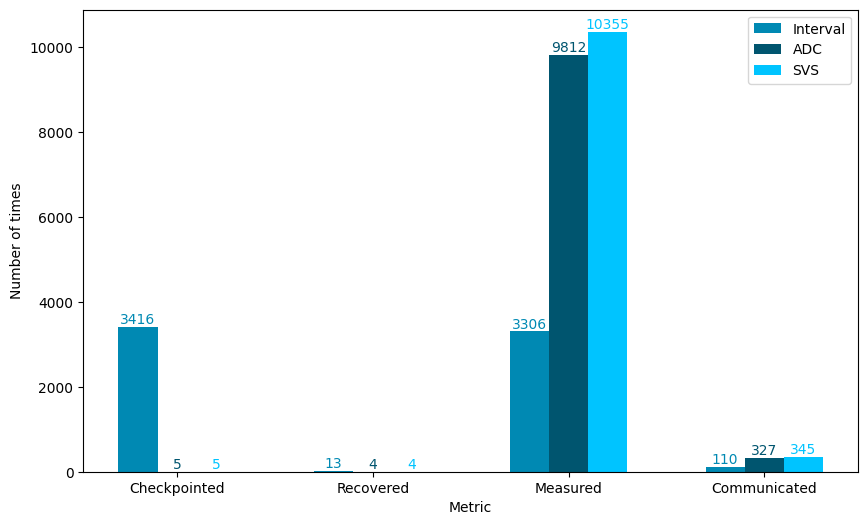 Number of times
10000
8000
6000
4000
2000
0
3416
5
5
13
4
4
3306
9812
10355
110
327
345
Interval
ADC
SVS
Checkpointed
Recovered
Measured
Communicated
Metric